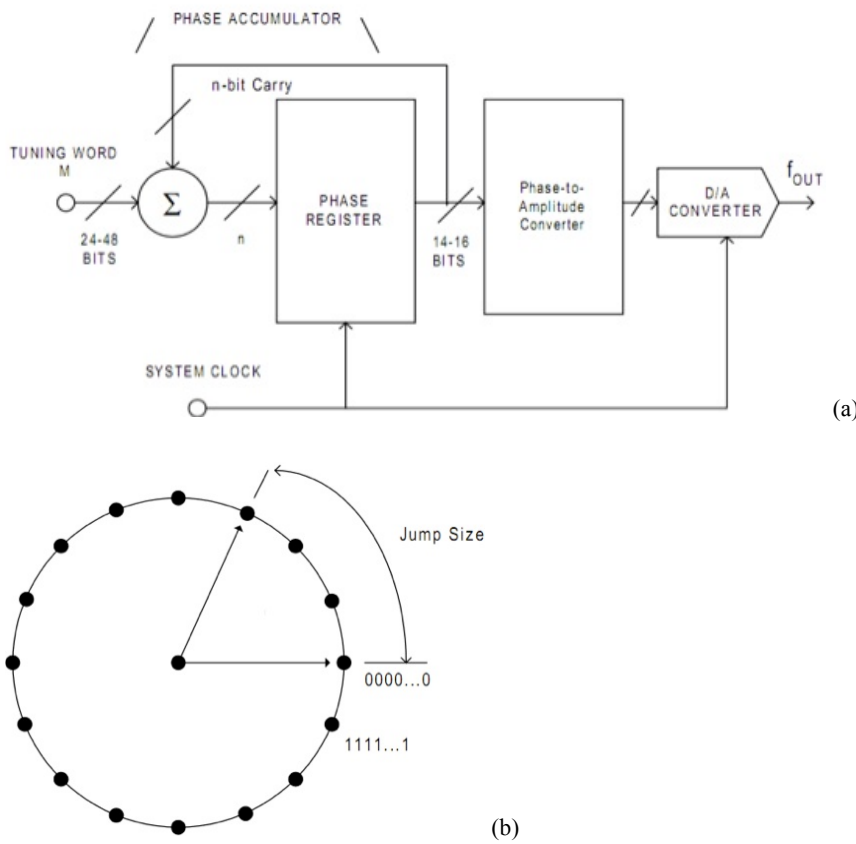 PHASE ACCUMULATOR
n-bit Carry
TUNING WORD
M
Σ
24-48
BITS
n
PHASE
REGISTER
14-16
BITS
Phase-to-
Amplitude
Converter
D/A
CONVERTER
fOUT
SYSTEM CLOCK
(a)
Jump Size
0000...0
1111...1
(b)